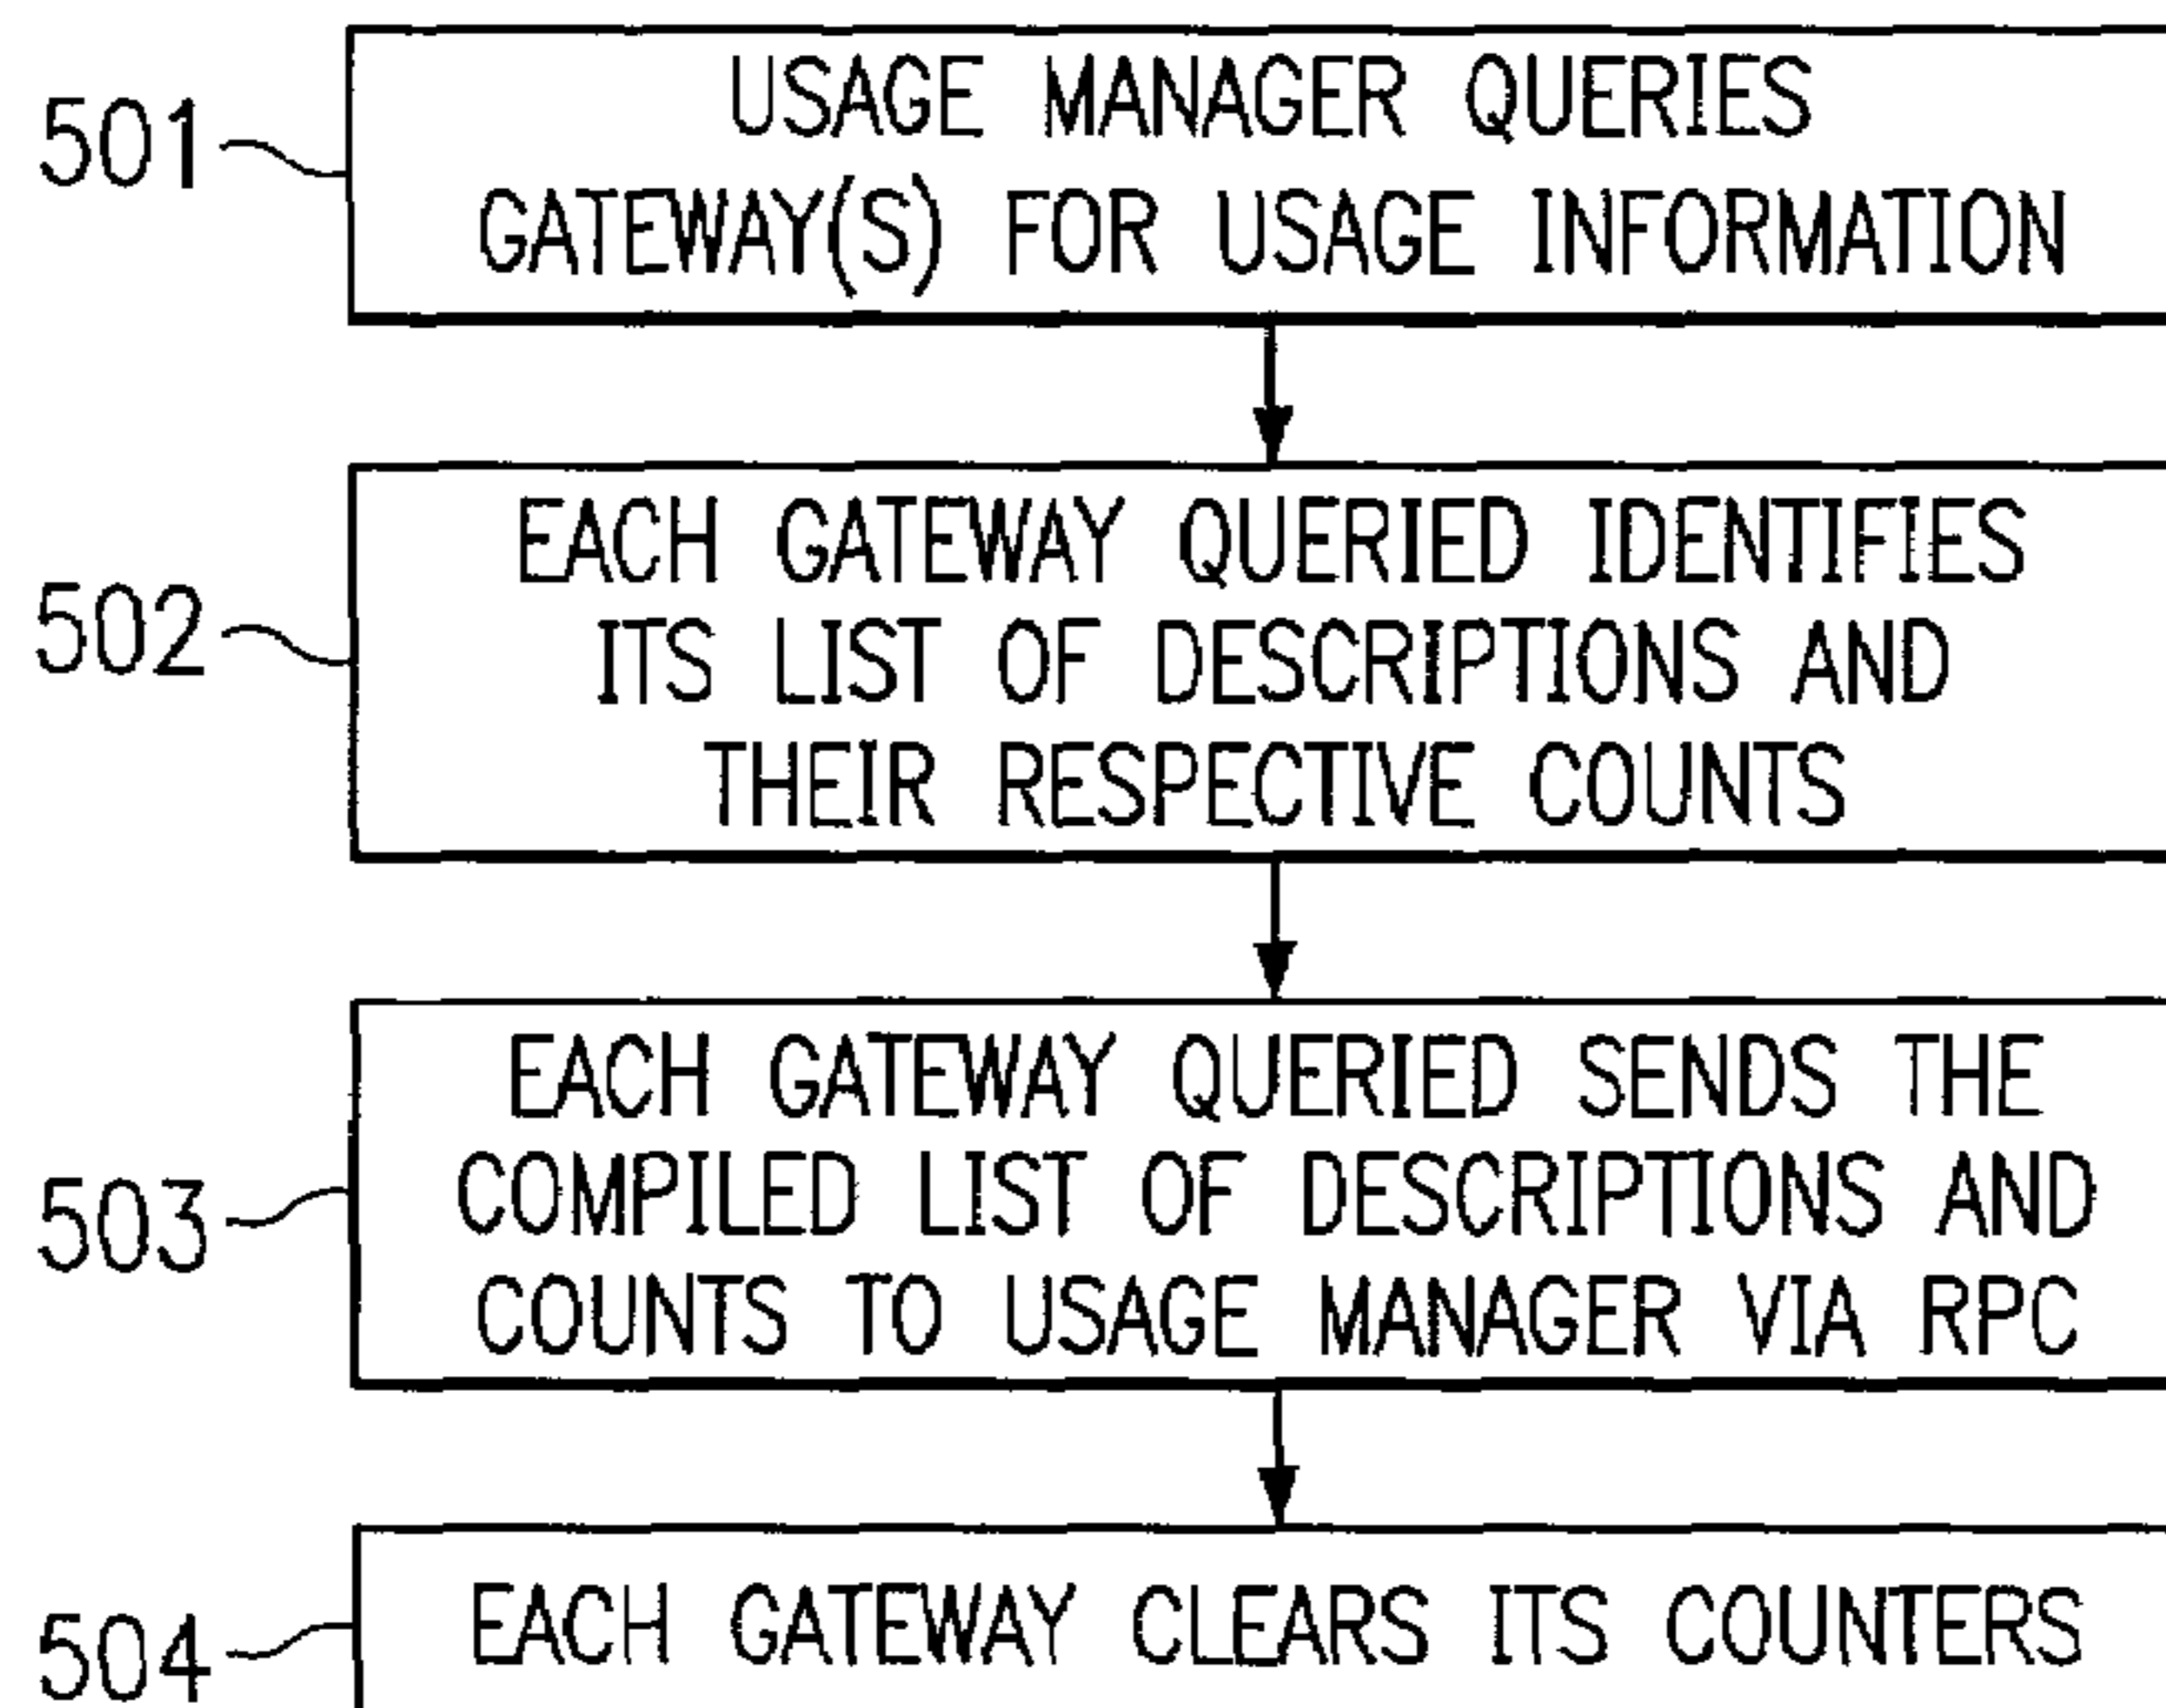 501
USAGE MANAGER QUERIES
GATEWAY(S) FOR USAGE INFORMATION
502
EACH GATEWAY QUERIED IDENTIFIES
ITS LIST OF DESCRIPTIONS AND
THEIR RESPECTIVE COUNTS
503
EACH GATEWAY QUERIED SENDS THE
COMPILED LIST OF DESCRIPTIONS AND
COUNTS TO USAGE MANAGER VIA RPC
504
EACH GATEWAY CLEARS ITS COUNTERS